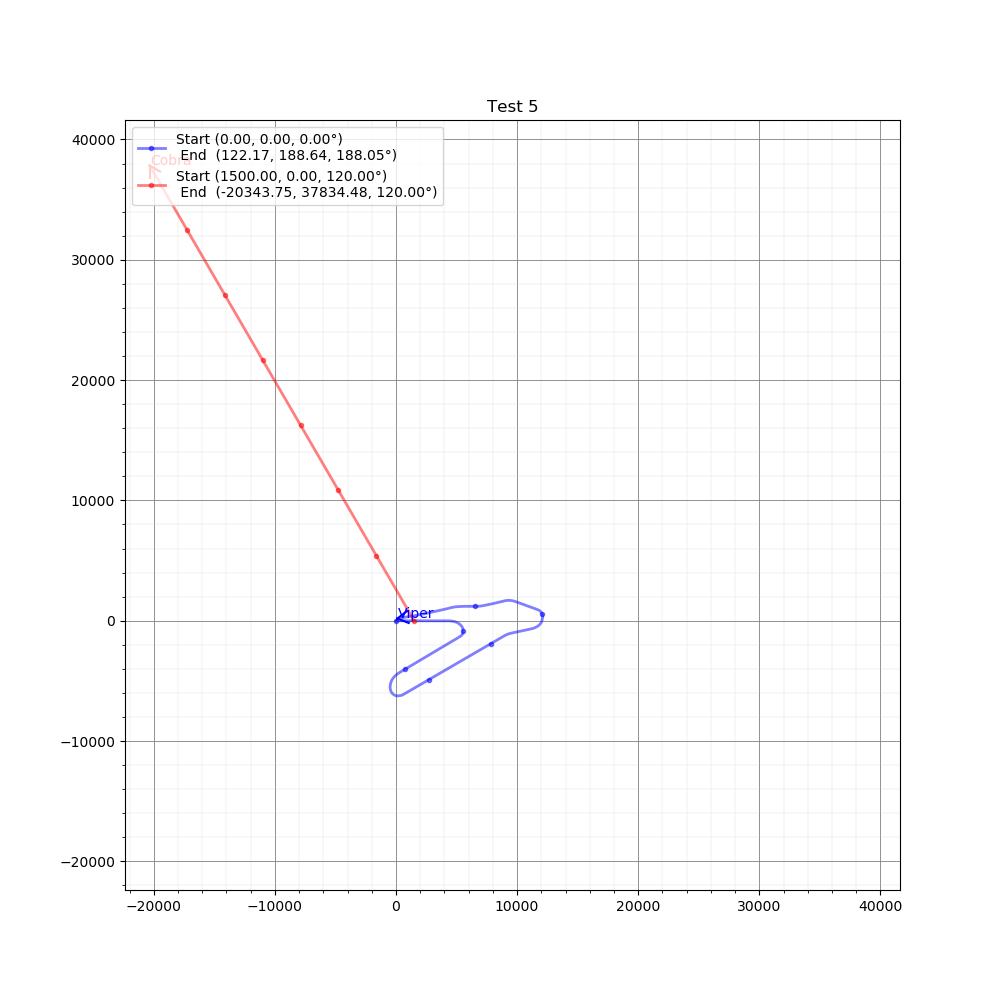 Test 5
Start (0.00, 0.00, 0.00°)
End (122.17, 188.64, 188.05°)
Start (1500.00, 0.00, 120.00°)
End (-20343.75, 37834.48, 120.00°)
Cobra
Viper
40000
30000
20000
10000
0
−10000
−20000
−20000 −10000 0 10000 20000 30000 40000